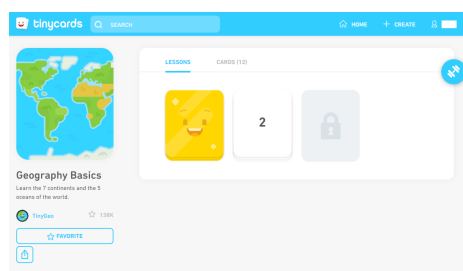 tinycards
SEARCH
HOME
CREATE
LESSONS
CARDS (12)
2
Geography Basics
Learn the 7 continents and the 5
oceans of the world.
TinyGeo
138K
FAVORITE